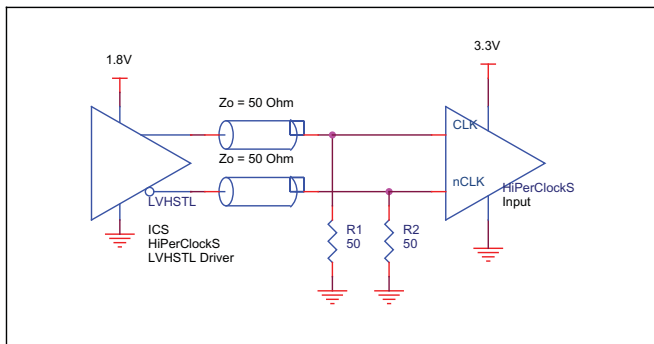 1.8V
3.3V
Zo = 50 Ohm
CLK
Zo = 50 Ohm
nCLK
HiPerClockS
Input
LVHSTL
ICS
HiPerClockS
LVHSTL Driver
R1
50
R2
50